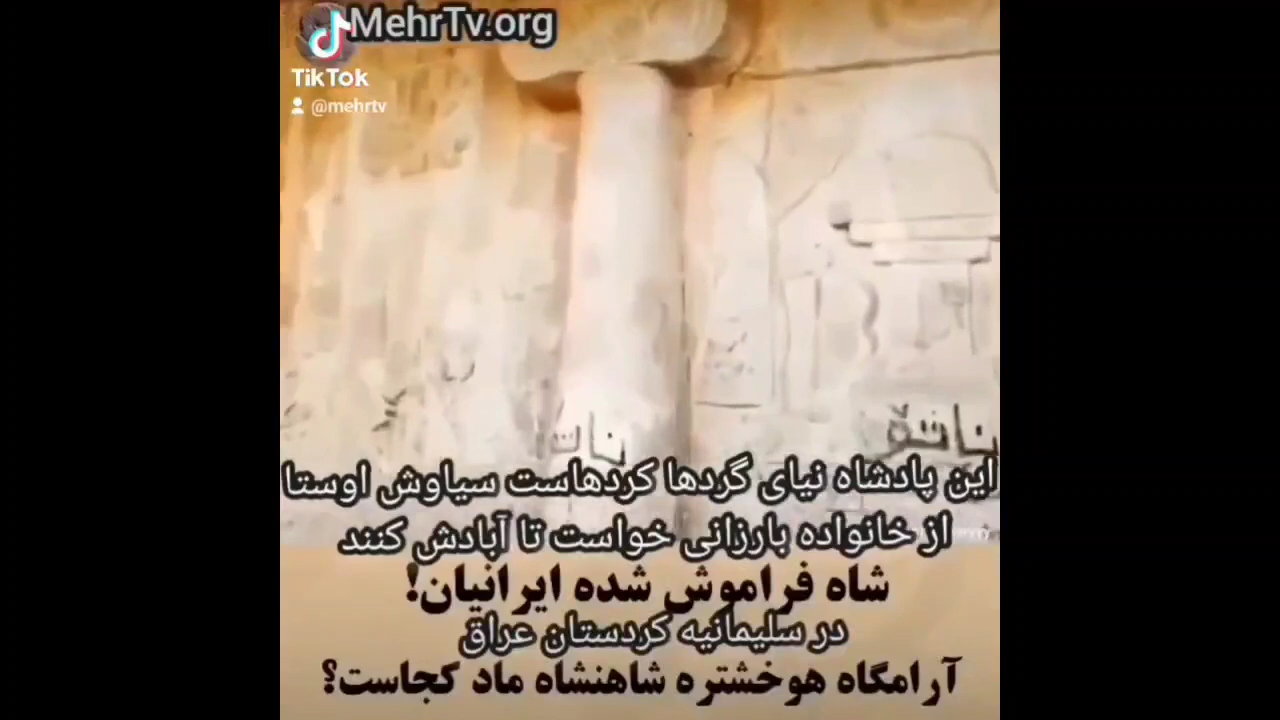 MehrTv.org
TikTok
@mehrtv
این پادشاه نیای گردها کردهاست سیاوش اوستا
از خانواده بارزانی خواست تا آبادش کنند
شاه فراموش شده ایرانیان!
در سلیمانیه کردستان عراق
آرامگاه هوخشتره شاهنشاه ماد کجاست؟